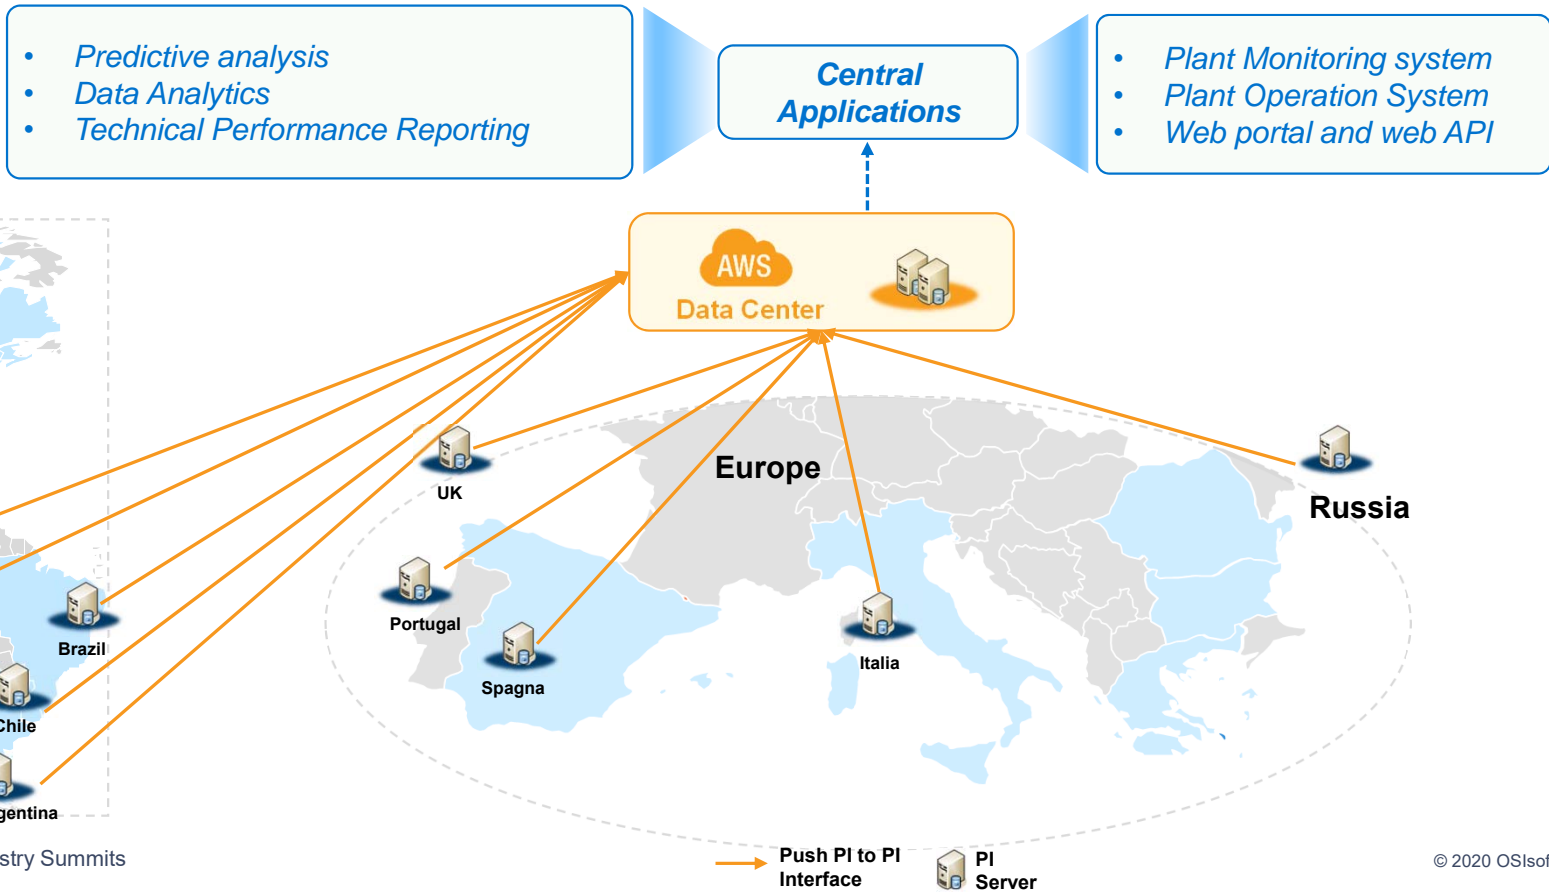 • Predictive analysis
• Data Analytics
• Technical Performance Reporting
Central
Applications
• Plant Monitoring system
• Plant Operation System
• Web portal and web API
AWS
Data Center
Europe
UK
Russia
Portugal
Spagna
Italia
Brazil
Chile
gentina
stry Summits
Push PI to PI
Interface
PI
Server
© 2020 OSIsof